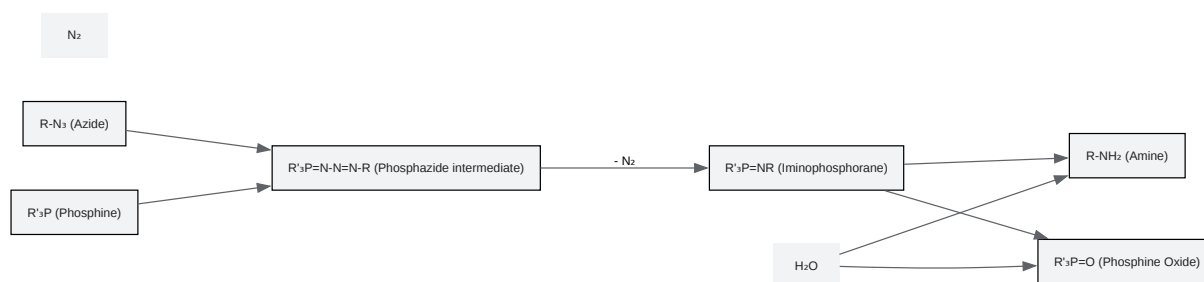 N₂
R-N₃ (Azide)
R'₃P (Phosphine)
R'₃P=N-N=N-R (Phosphazide intermediate)
- N₂
R'₃P=NR (Iminophosphorane)
H₂O
R-NH₂ (Amine)
R'₃P=O (Phosphine Oxide)